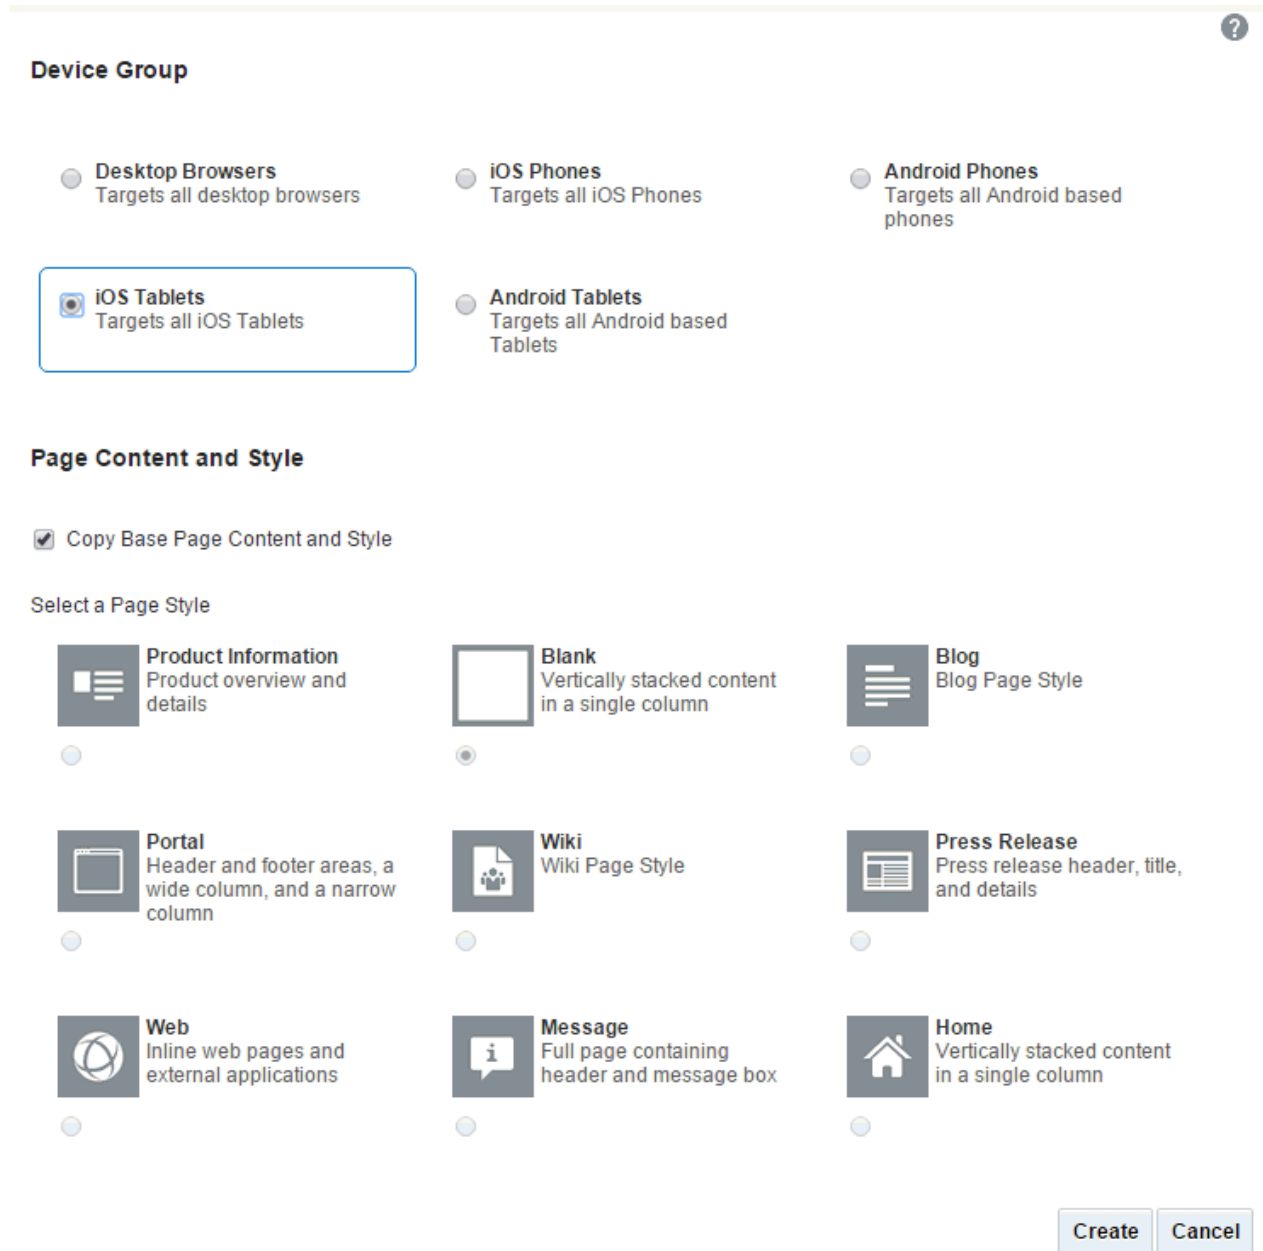 ?
Device Group
Desktop Browsers
Targets all desktop browsers
iOS Phones
Targets all iOS Phones
Android Phones
Targets all Android based
phones
iOS Tablets
Targets all iOS Tablets
Android Tablets
Targets all Android based
Tablets
Page Content and Style
Copy Base Page Content and Style
Select a Page Style
Product Information
Product overview and
details
Blank
Vertically stacked content
in a single column
Blog
Blog Page Style
Portal
Header and footer areas, a
wide column, and a narrow
column
Wiki
Wiki Page Style
Press Release
Press release header, title,
and details
Web
Inline web pages and
external applications
i
Message
Full page containing
header and message box
Home
Vertically stacked content
in a single column
Create
Cancel